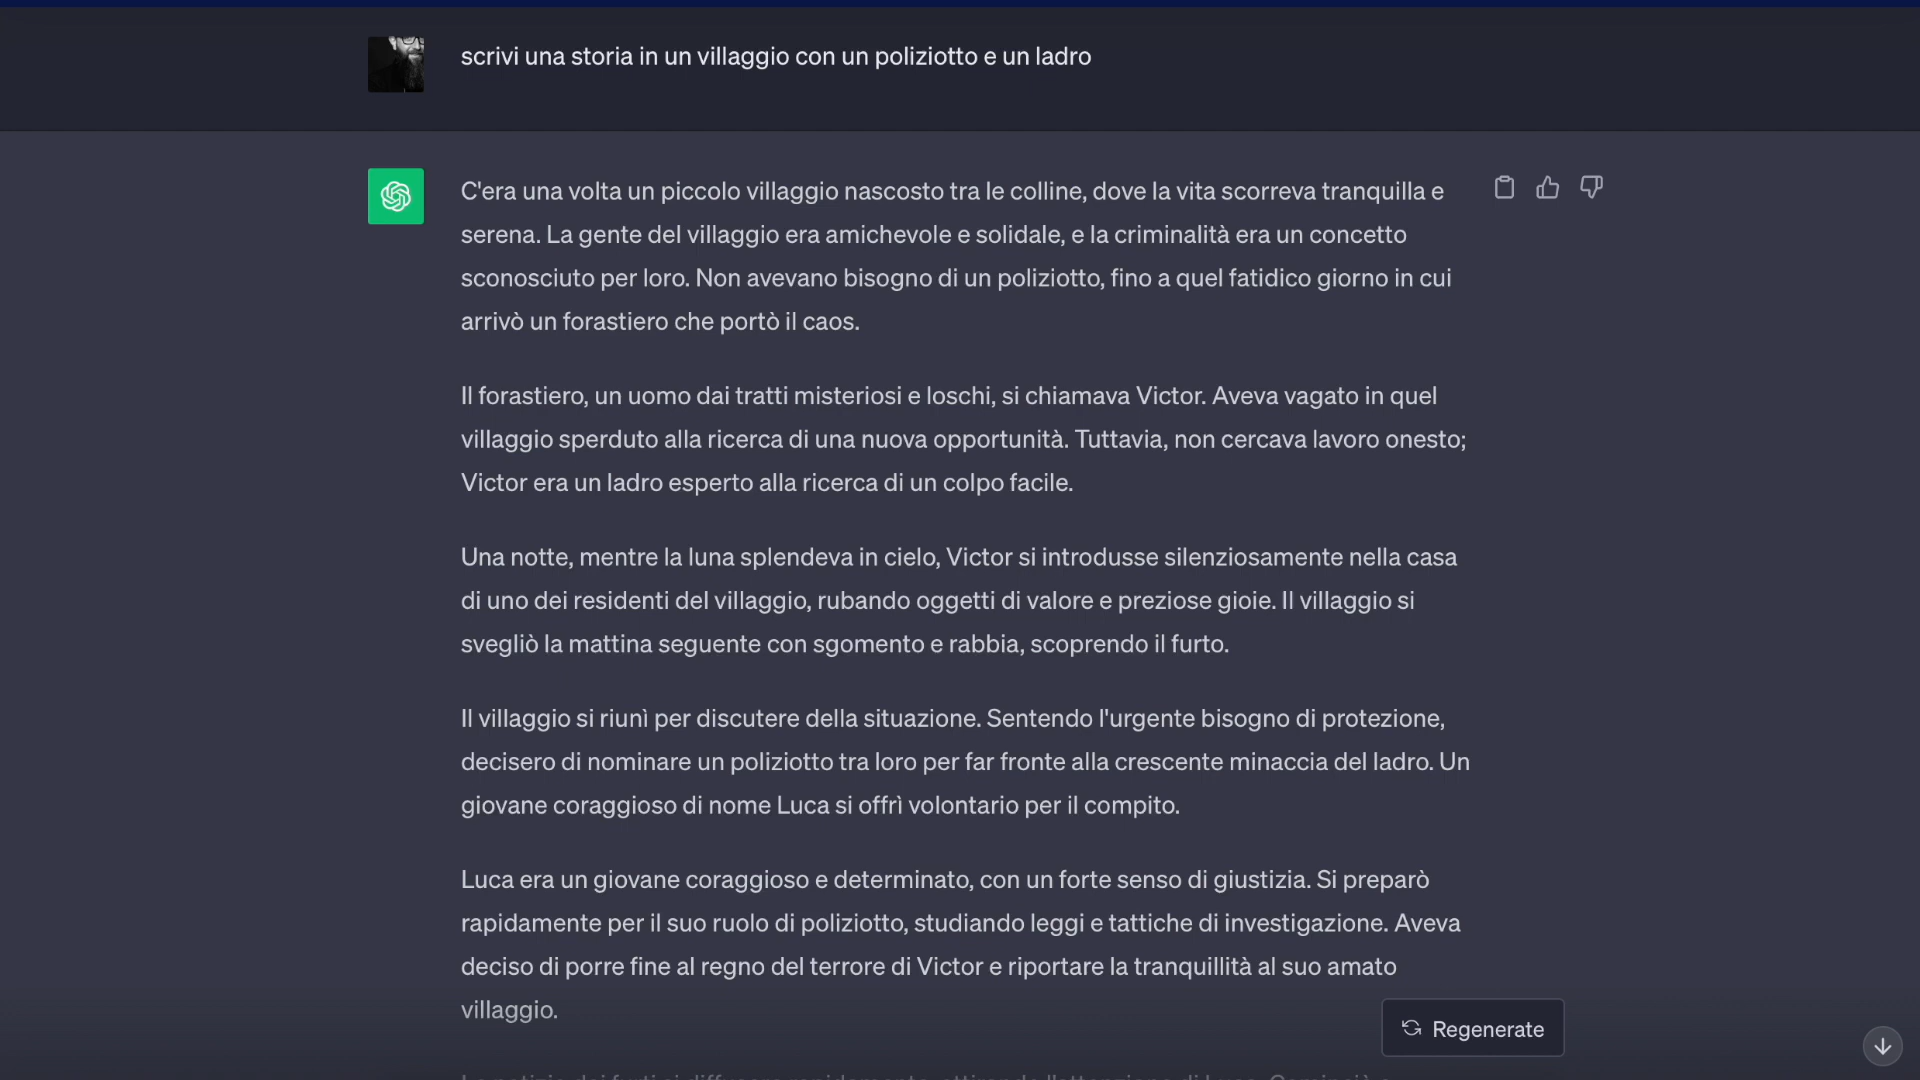 scrivi una storia in un villaggio con un poliziotto e un ladro
C'era una volta un piccolo villaggio nascosto tra le colline, dove la vita scorreva tranquilla e
serena. La gente del villaggio era amichevole e solidale, e la criminalità era un concetto
sconosciuto per loro. Non avevano bisogno di un poliziotto, fino a quel fatidico giorno in cui
arrivò un forastiero che portò il caos.
Il forastiero, un uomo dai tratti misteriosi e loschi, si chiamava Victor. Aveva vagato in quel
villaggio sperduto alla ricerca di una nuova opportunità. Tuttavia, non cercava lavoro onesto;
Victor era un ladro esperto alla ricerca di un colpo facile.
Una notte, mentre la luna splendeva in cielo, Victor si introdusse silenziosamente nella casa
di uno dei residenti del villaggio, rubando oggetti di valore e preziose gioie. Il villaggio si
svegliò la mattina seguente con sgomento e rabbia, scoprendo il furto.
Il villaggio si riunì per discutere della situazione. Sentendo l'urgente bisogno di protezione,
decisero di nominare un poliziotto tra loro per far fronte alla crescente minaccia del ladro. Un
giovane coraggioso di nome Luca si offrì volontario per il compito.
Luca era un giovane coraggioso e determinato, con un forte senso di giustizia. Si preparò
rapidamente per il suo ruolo di poliziotto, studiando leggi e tattiche di investigazione. Aveva
deciso di porre fine al regno del terrore di Victor e riportare la tranquillità al suo amato
villaggio.
Regenerate